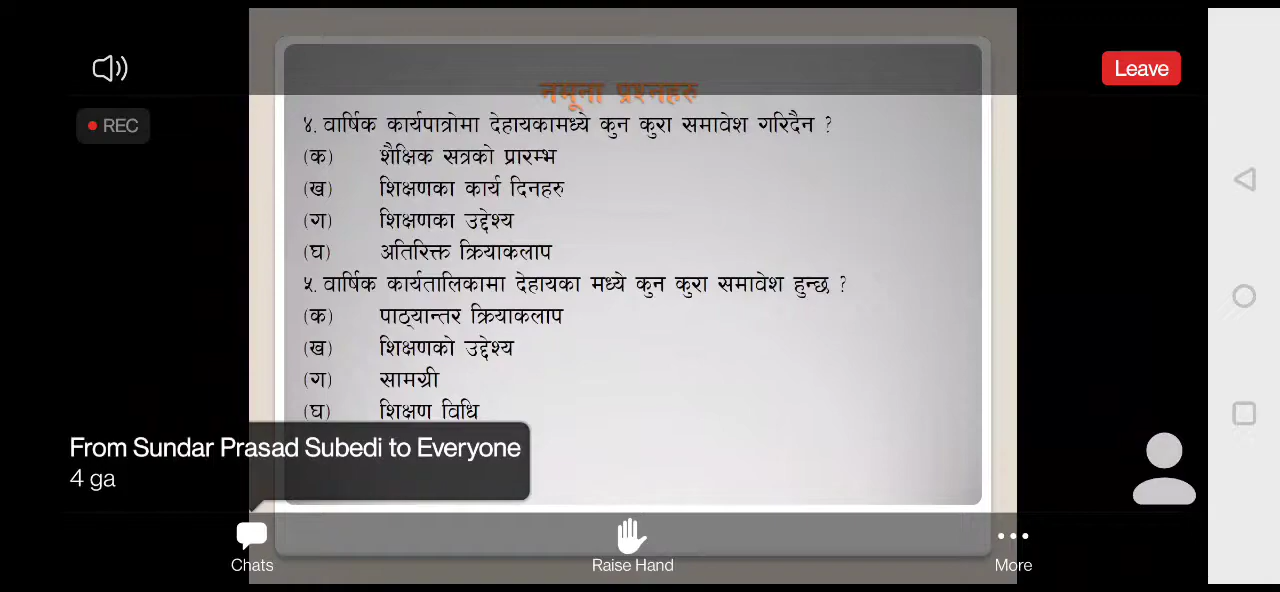 Leave
REC
नमूना प्रश्नहरु
४. वार्षिक कार्यपात्रोमा देहायकामध्ये कुन कुरा समावेश गरिदैन ?
(क) शैक्षिक सत्रको प्रारम्भ
(ख) शिक्षणका कार्य दिनहरु
(ग) शिक्षणका उद्देश्य
(घ) अतिरिक्त क्रियाकलाप
५. वार्षिक कार्यतालिकामा देहायका मध्ये कुन कुरा समावेश हुन्छ ?
(क) पाठ्यान्तर क्रियाकलाप
(ख) शिक्षणको उद्देश्य
(ग) सामग्री
(घ) शिक्षण विधि
From Sundar Prasad Subedi to Everyone
4 ga
Chats
Raise Hand
More